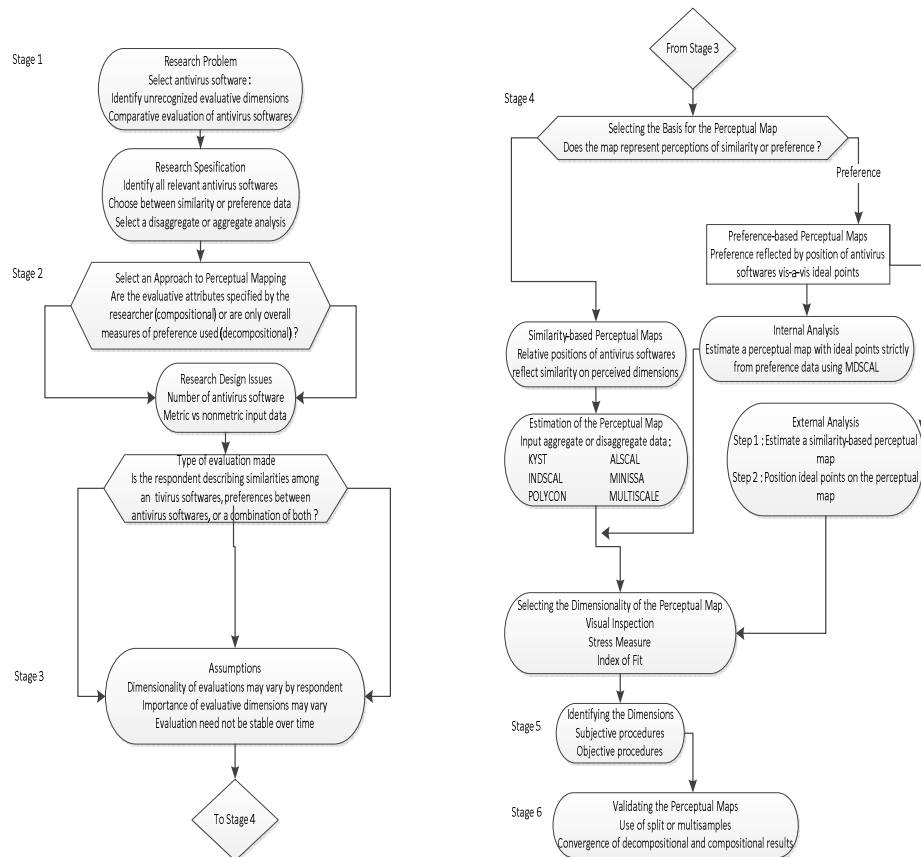 Stage 1
Research Problem
Select antivirus software :
Identify unrecognized evaluative dimensions
Comparative evaluation of antivirus softwares
Research Spesification
Identify all relevant antivirus softwares
Choose between similarity or preference data
Select a disaggregate or aggregate analysis
Stage 2
Select an Approach to Perceptual Mapping
Are the evaluative attributes specified by the
researcher (compositional) or are only overall
measures of preference used (decompositional) ?
Research Design Issues
Number of antivirus software
Metric vs nonmetric input data
Type of evaluation made
Is the respondent describing similarities among
an tivirus softwares, preferences between
antivirus softwares, or a combination of both ?
Stage 3
Assumptions
Dimensionality of evaluations may vary by respondent
Importance of evaluative dimensions may vary
Evaluation need not be stable over time
To Stage 4
From Stage 3
Stage 4
Selecting the Basis for the Perceptual Map
Does the map represent perceptions of similarity or preference ?
Preference
Preference-based Perceptual Maps
Preference reflected by position of antivirus
softwares vis-a-vis ideal points
Similarity-based Perceptual Maps
Relative positions of antivirus softwares
reflect similarity on perceived dimensions
Internal Analysis
Estimate a perceptual map with ideal points strictly
from preference data using MDSCAL
Estimation of the Perceptual Map
Input aggregate or disaggregate data :
KYST ALSCAL
INDSCAL MINISSA
POLYCON MULTISCALE
External Analysis
Step 1 : Estimate a similarity-based perceptual
map
Step 2 : Position ideal points on the perceptual
map
Selecting the Dimensionality of the Perceptual Map
Visual Inspection
Stress Measure
Index of Fit
Stage 5
Identifying the Dimensions
Subjective procedures
Objective procedures
Stage 6
Validating the Perceptual Maps
Use of split or multisamples
Convergence of decompositional and compositional results